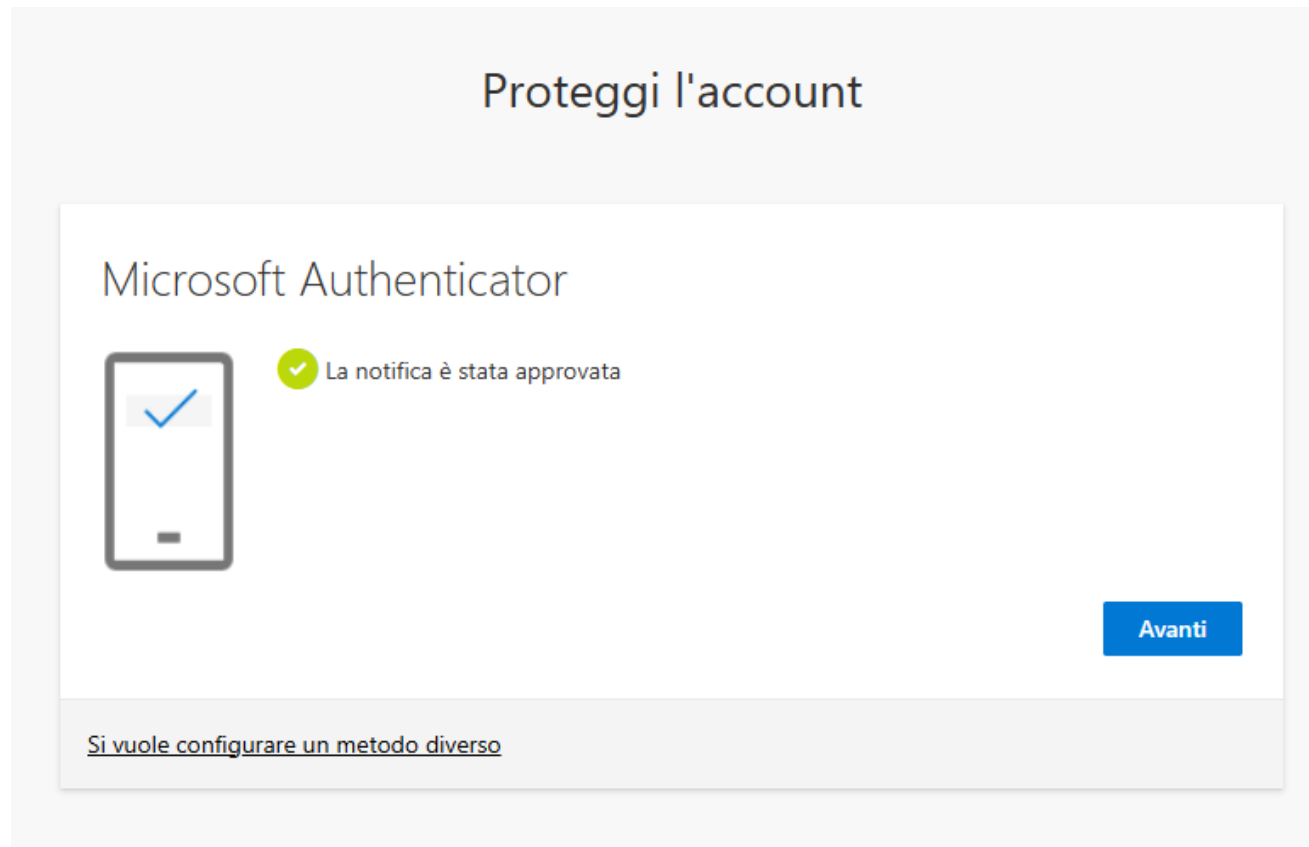 Proteggi l'account
Microsoft Authenticator
La notifica è stata approvata
Avanti
Si vuole configurare un metodo diverso